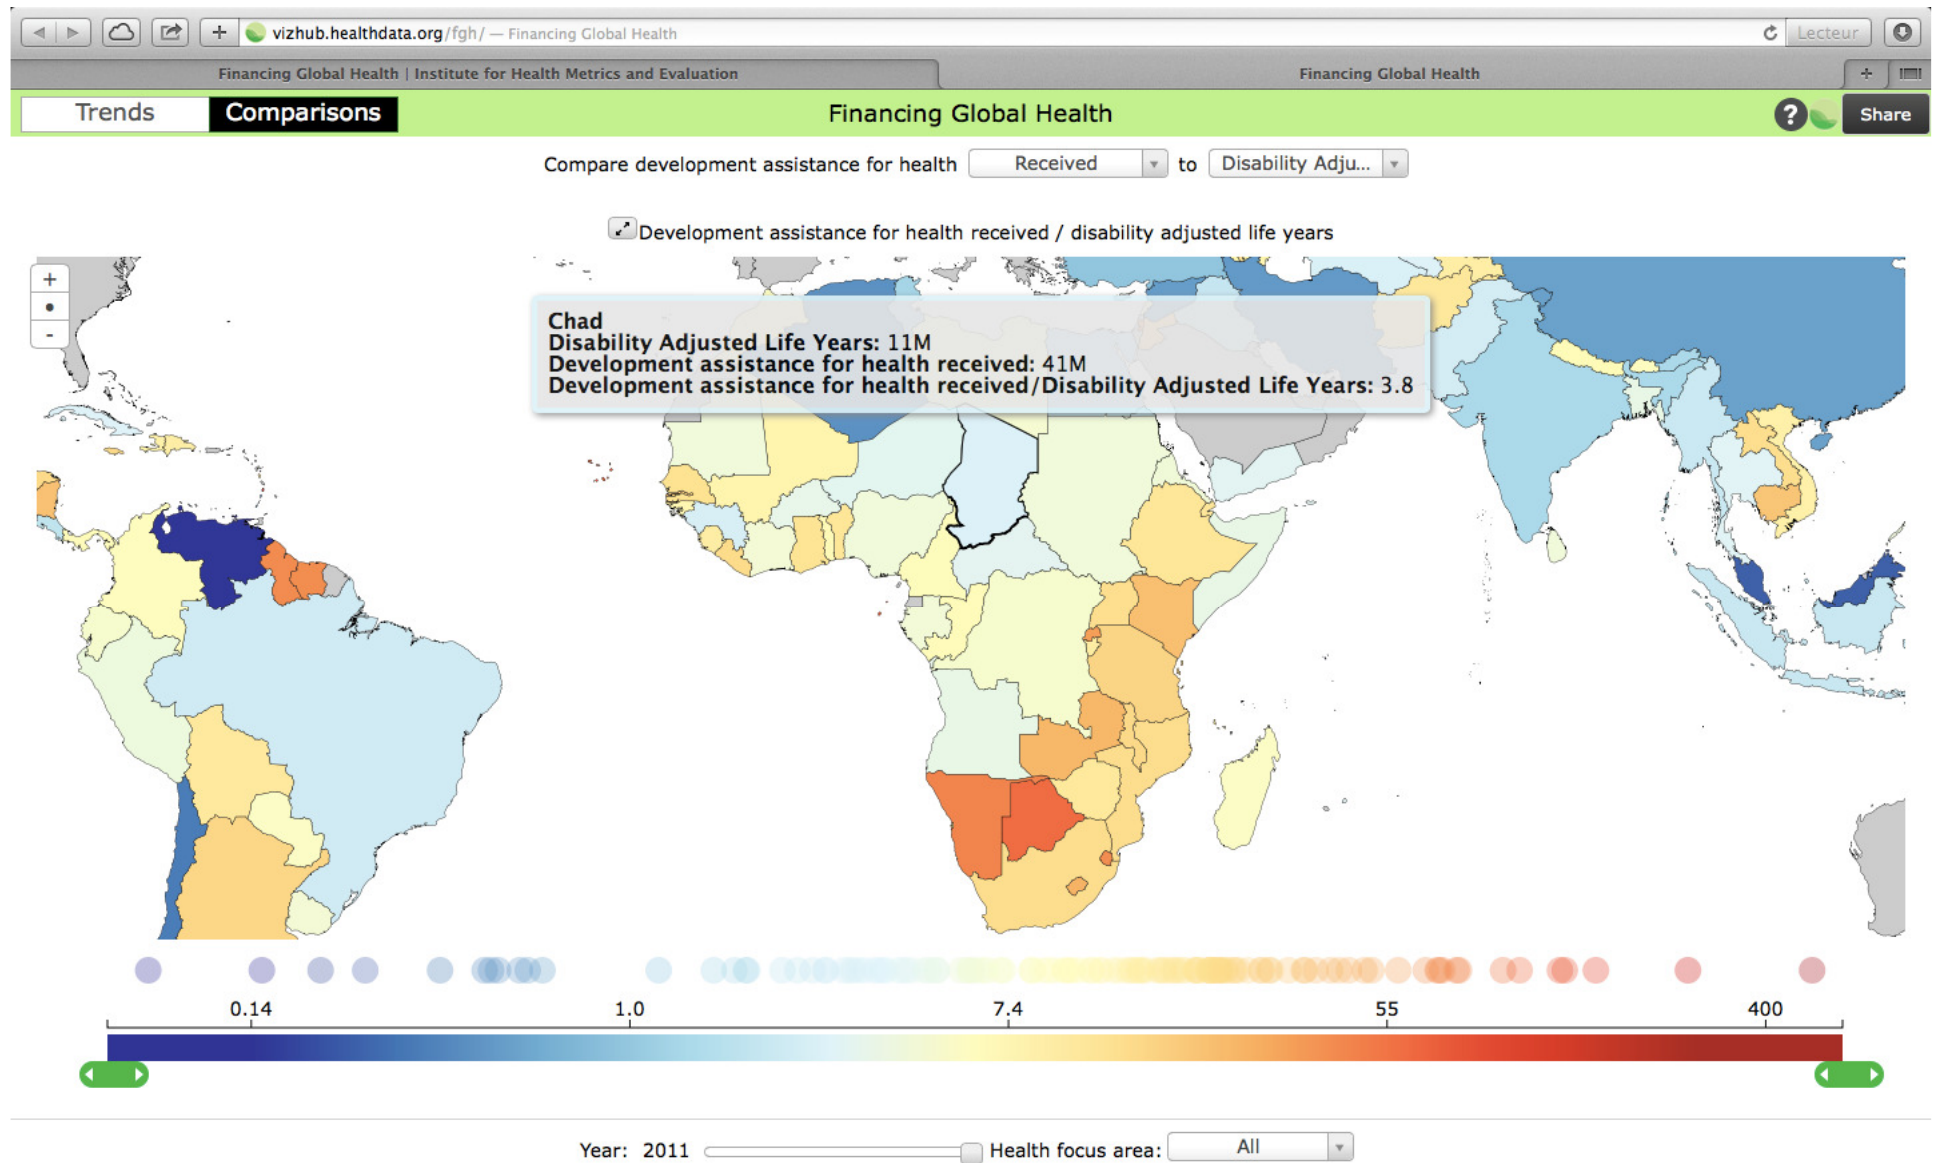 vizhub.healthdata.org/fgh/ — Financing Global Health
Lecteur
Financing Global Health | Institute for Health Metrics and Evaluation
Financing Global Health
Trends
Comparisons
Financing Global Health
?
Share
Compare development assistance for health Received to Disability Adju...
Development assistance for health received / disability adjusted life years
+
-
Chad
Disability Adjusted Life Years: 11M
Development assistance for health received: 41M
Development assistance for health received/Disability Adjusted Life Years: 3.8
0.14 1.0 7.4 55 400
Year: 2011
Health focus area: All